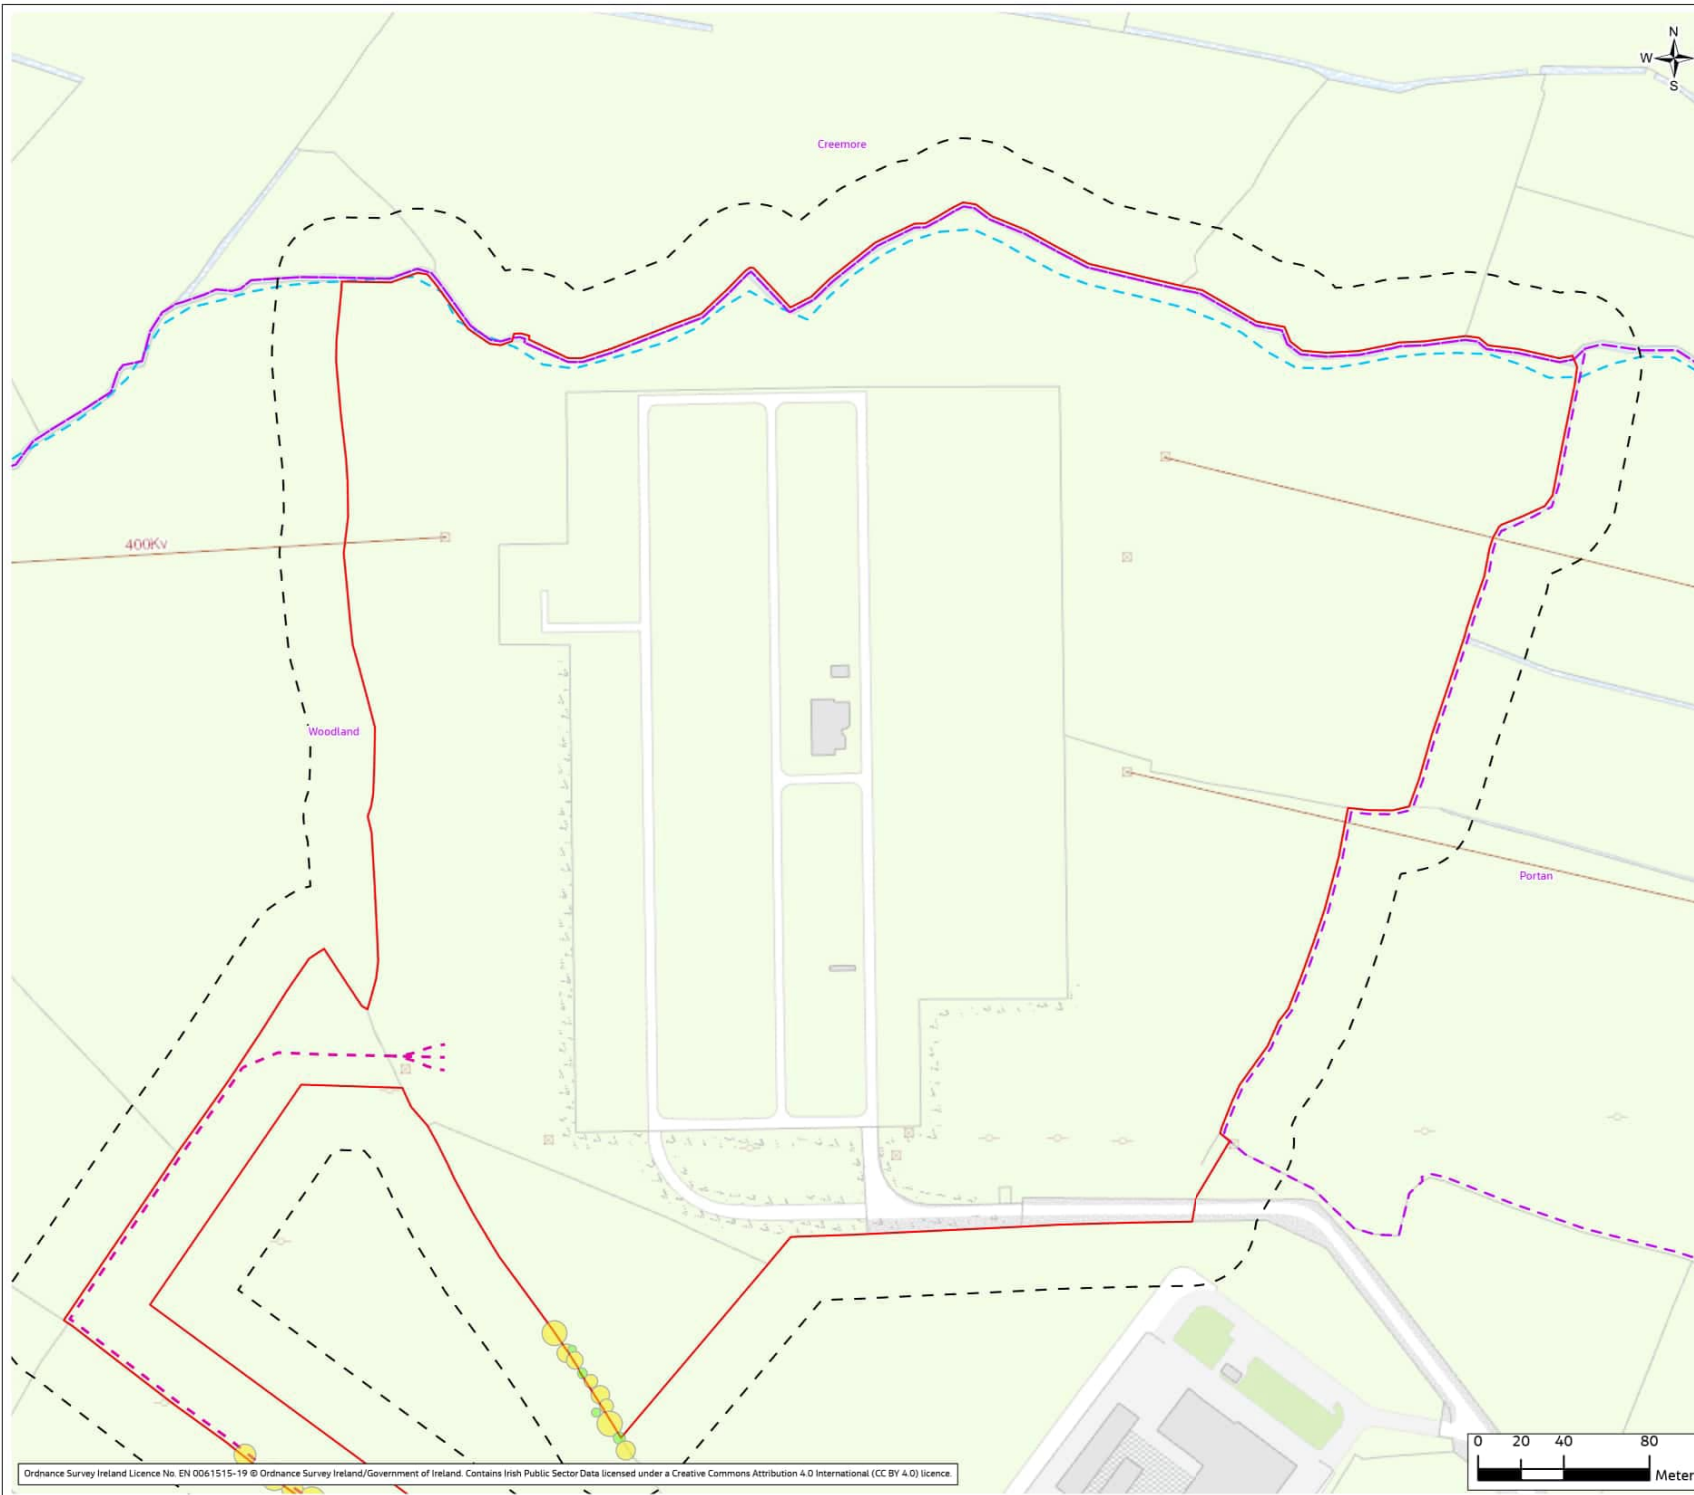 N
W
S
Creemore
400Kv
Woodland
Portan
0 20 40 80
Meter
Ordnance Survey Ireland Licence No. EN 0061515-19 © Ordnance Survey Ireland/Government of Ireland. Contains Irish Public Sector Data licensed under a Creative Commons Attribution 4.0 International (CC BY 4.0) licence.